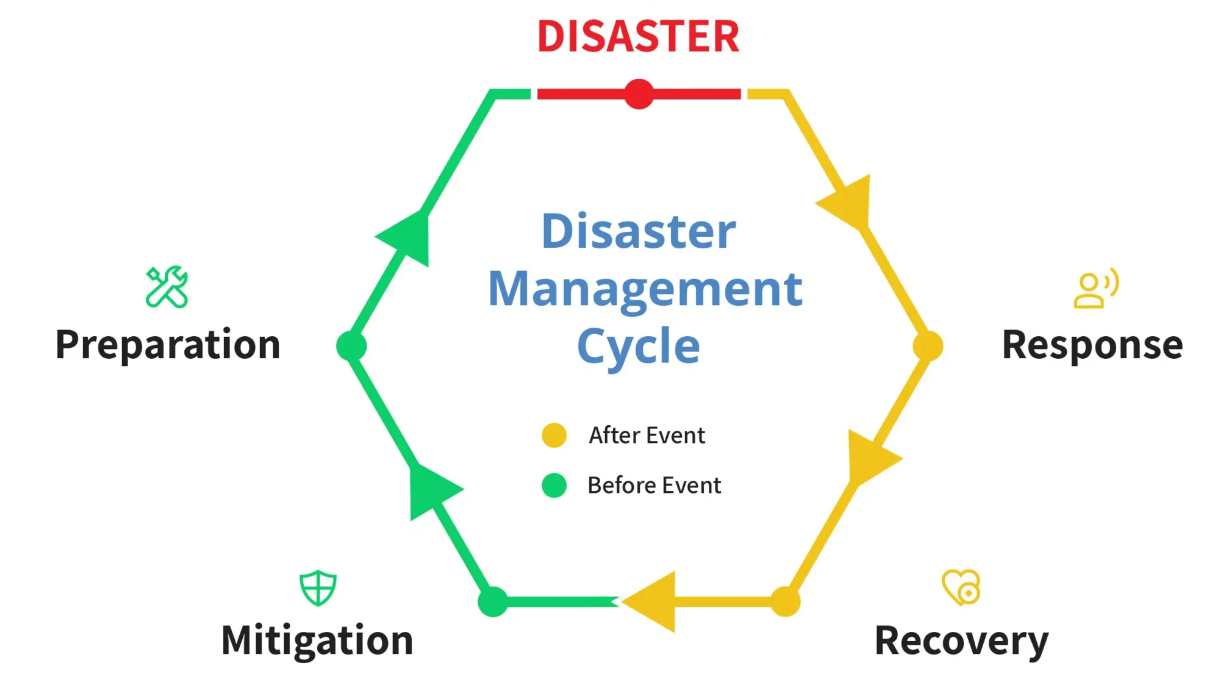 DISASTER
Disaster
Management
Cycle
Preparation
Response
After Event
Before Event
Mitigation
Recovery